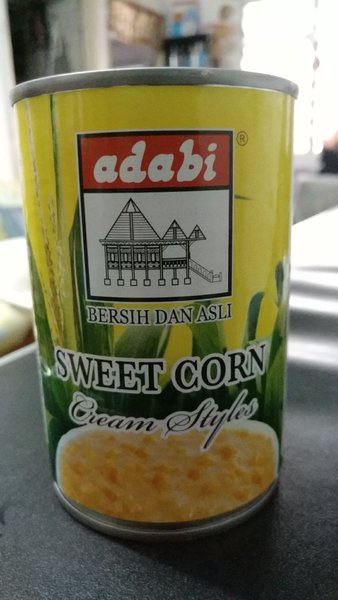 adabi ®
BERSIH DAN ASLI
SWEET CORN
Cream Styles